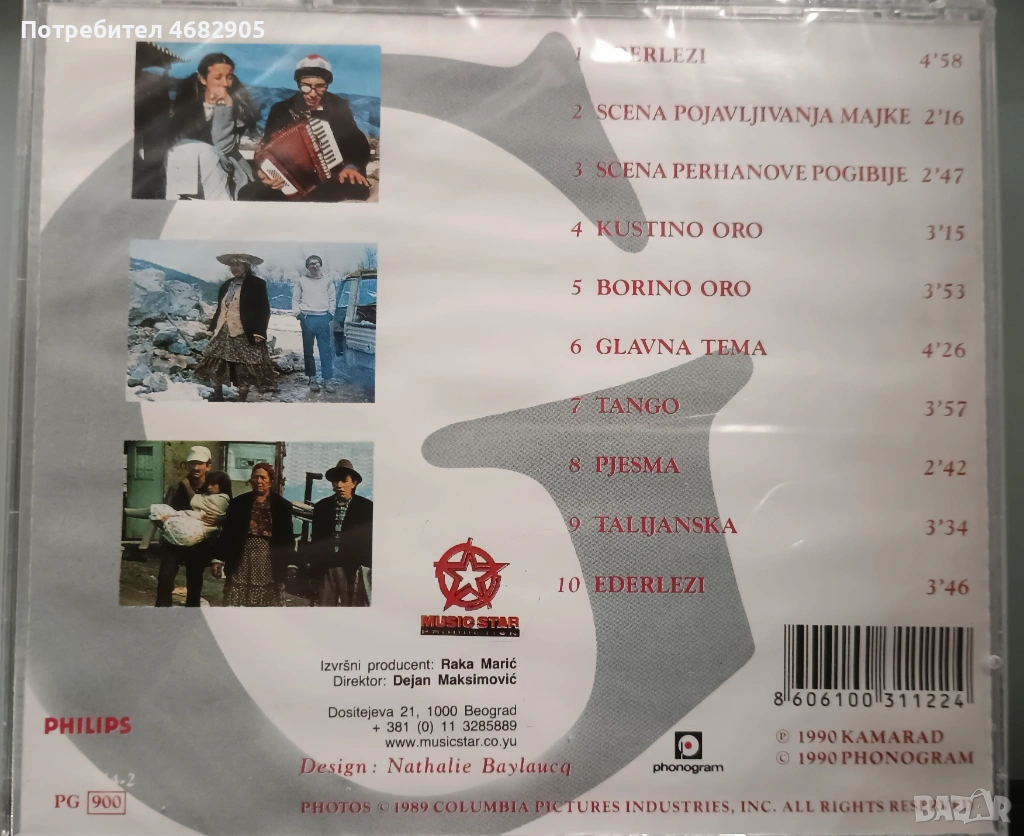 Потребител 4682905
1 EDERLEZI 4'58
2 SCENA POJAVLJIVANJA MAJKE 2'16
3 SCENA PERHANOVE POGIBIJE 2'47
4 KUSTINO ORO 3'15
5 BORINO ORO 3'53
6 GLAVNA TEMA 4'26
7 TANGO 3'57
8 PJESMA 2'42
9 TALIJANSKA 3'34
10 EDERLEZI 3'46
MUSIC STAR
PRODUCTION
Izvršni producent: Raka Marić
Direktor: Dejan Maksimović
Dositejeva 21, 1000 Beograd
+ 381 (0) 11 3285889
www.musicstar.co.yu
Design : Nathalie Baylaucq
PHILIPS
PG 900
phonogram
8 606100 311224
℗ 1990 KAMARAD
© 1990 PHONOGRAM
PHOTOS © 1989 COLUMBIA PICTURES INDUSTRIES, INC. ALL RIGHTS RESERVED
BAZAR